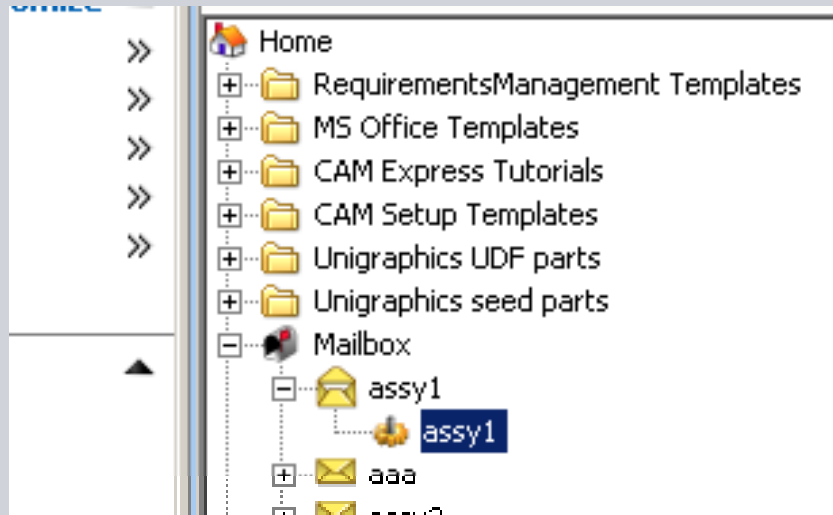 Home
RequirementsManagement Templates
MS Office Templates
CAM Express Tutorials
CAM Setup Templates
Unigraphics UDF parts
Unigraphics seed parts
Mailbox
assy1
assy1
aaa